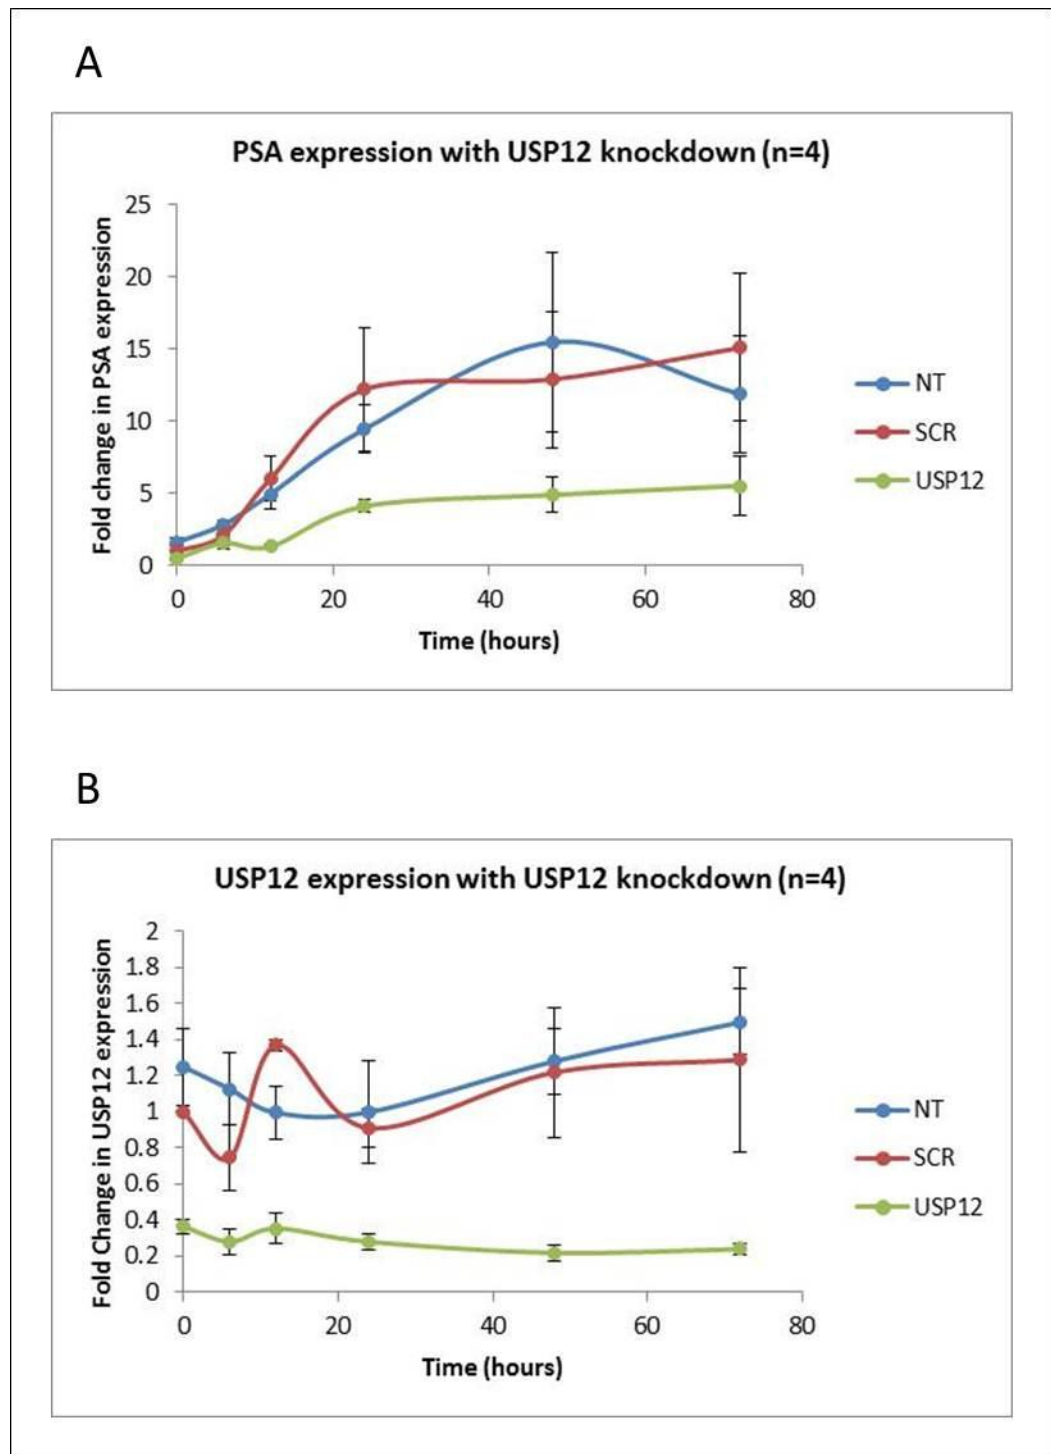 A
PSA expression with USP12 knockdown (n=4)
Fold change in PSA expression
25
20
15
10
5
0
0 20 40 60 80
Time (hours)
NT
SCR
USP12
B
USP12 expression with USP12 knockdown (n=4)
Fold Change in USP12 expression
2
1.8
1.6
1.4
1.2
1
0.8
0.6
0.4
0.2
0
0 20 40 60 80
Time (hours)
NT
SCR
USP12